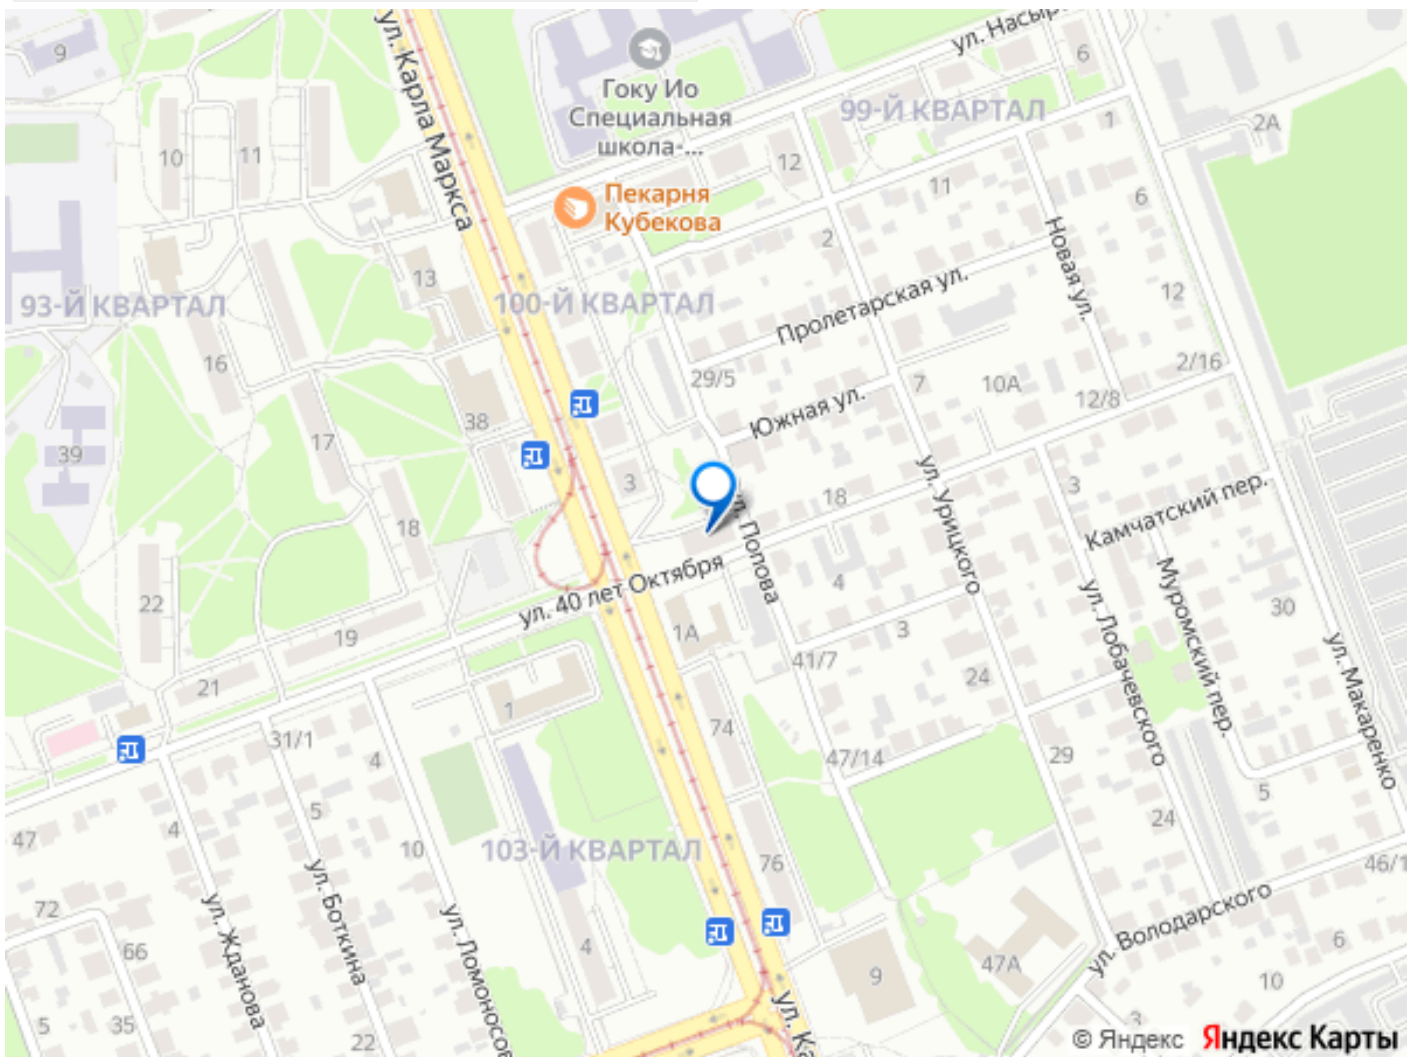 ул. Карла Маркса
9
Гоку Ио
Специальная
школа-...
ул. Насыр
6
99-Й КВАРТАЛ
1
2А
10
11
12
11
6
Пекарня
Кубекова
2
Новая ул.
13
93-Й КВАРТАЛ
100-Й КВАРТАЛ
Пролетарская ул.
12
16
29/5
7
10А
2/16
12/8
Южная ул.
38
17
39
3
18
ул. Урицкого
3
Камчатский пер.
18
ул. Попова
ул. 40 лет Октября
4
22
19
1А
3
ул. Лобачевского
Муромский пер.
30
ул. Макаренко
21
41/7
24
1
74
31/1
4
47/14
29
5
5
47
4
10
103-Й КВАРТАЛ
76
24
46/1
72
ул. Жданова
ул. Боткина
ул. Ломоносов
66
4
9
47А
ул. Володарского
6
10
5
35
22
ул. Ка
3
© Яндекс Яндекс Карты